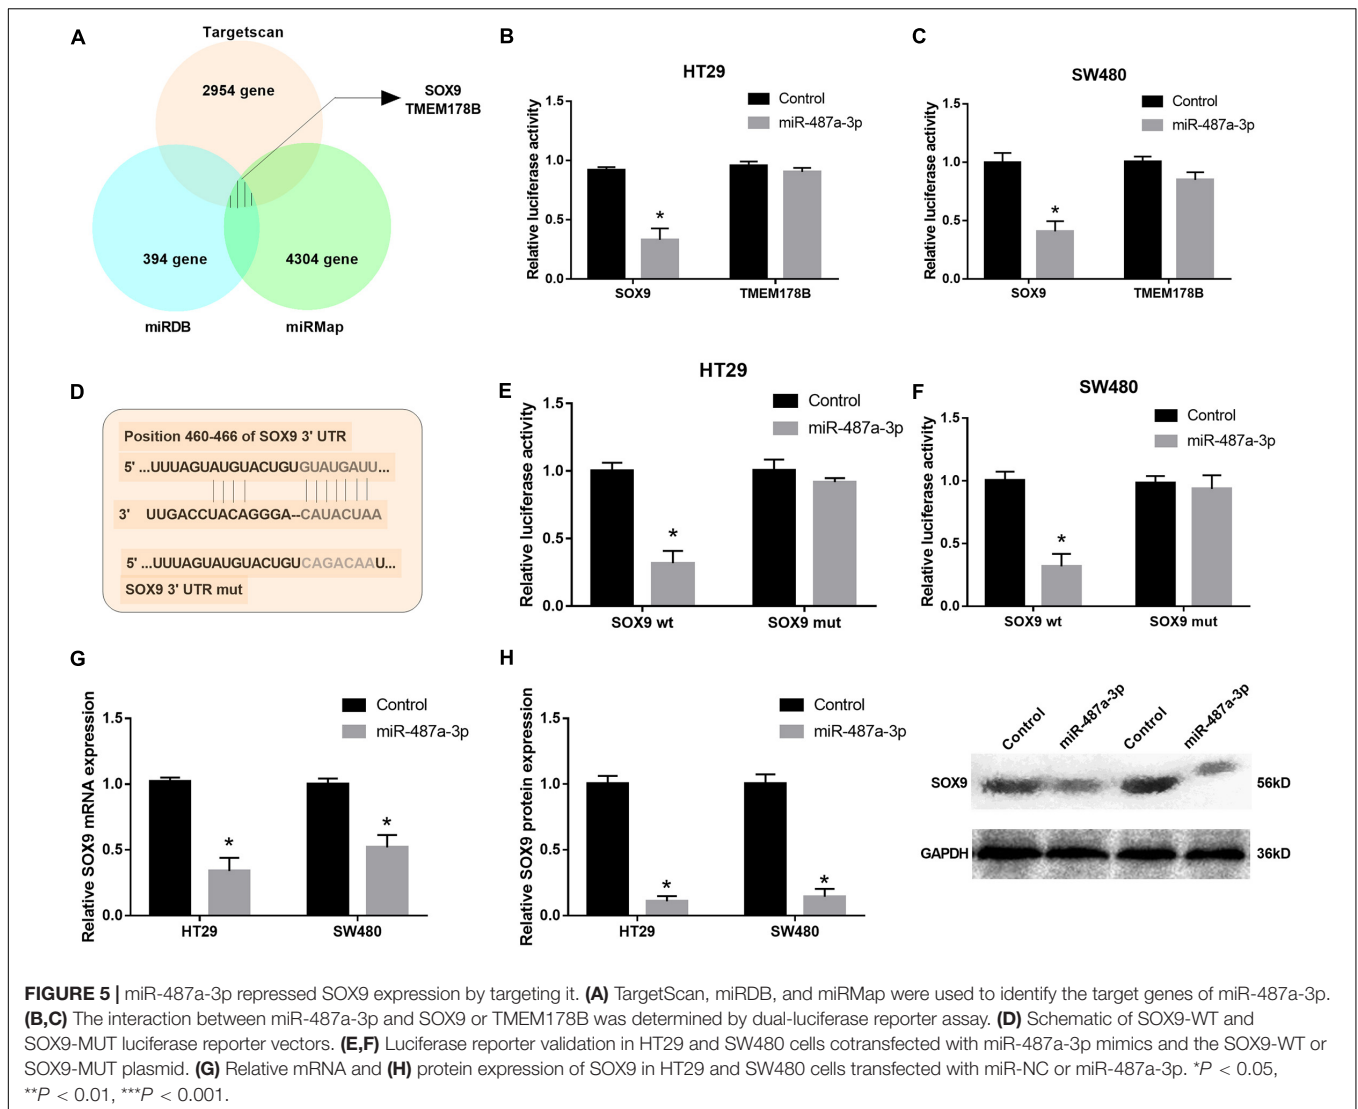 A
Targetscan
2954 gene
SOX9
TMEM178B
394 gene
4304 gene
miRDB
miRMap
B
HT29
Control
miR-487a-3p
Relative luciferase activity
1.5
1.0
0.5
0.0
*
SOX9
TMEM178B
C
SW480
Control
miR-487a-3p
Relative luciferase activity
1.5
1.0
0.5
0.0
*
SOX9
TMEM178B
D
Position 460-466 of SOX9 3' UTR
5' ...UUUAGUAUGUACUGUGUAUGAUU...
3' UUGACCUACAGGGA--CAUACUAA
5' ...UUUAGUAUGUACUGUCAGACAAU...
SOX9 3' UTR mut
E
HT29
Control
miR-487a-3p
Relative luciferase activity
1.5
1.0
0.5
0.0
*
SOX9 wt
SOX9 mut
F
SW480
Control
miR-487a-3p
Relative luciferase activity
1.5
1.0
0.5
0.0
*
SOX9 wt
SOX9 mut
G
Control
miR-487a-3p
Relative SOX9 mRNA expression
1.5
1.0
0.5
0.0
*
*
HT29
SW480
H
Control
miR-487a-3p
Relative SOX9 protein expression
1.5
1.0
0.5
0.0
*
*
HT29
SW480
Control
miR-487a-3p
Control
miR-487a-3p
SOX9
56kD
GAPDH
36kD
FIGURE 5 | miR-487a-3p repressed SOX9 expression by targeting it. (A) TargetScan, miRDB, and miRMap were used to identify the target genes of miR-487a-3p.
(B,C) The interaction between miR-487a-3p and SOX9 or TMEM178B was determined by dual-luciferase reporter assay. (D) Schematic of SOX9-WT and
SOX9-MUT luciferase reporter vectors. (E,F) Luciferase reporter validation in HT29 and SW480 cells cotransfected with miR-487a-3p mimics and the SOX9-WT or
SOX9-MUT plasmid. (G) Relative mRNA and (H) protein expression of SOX9 in HT29 and SW480 cells transfected with miR-NC or miR-487a-3p. *P < 0.05,
**P < 0.01, ***P < 0.001.